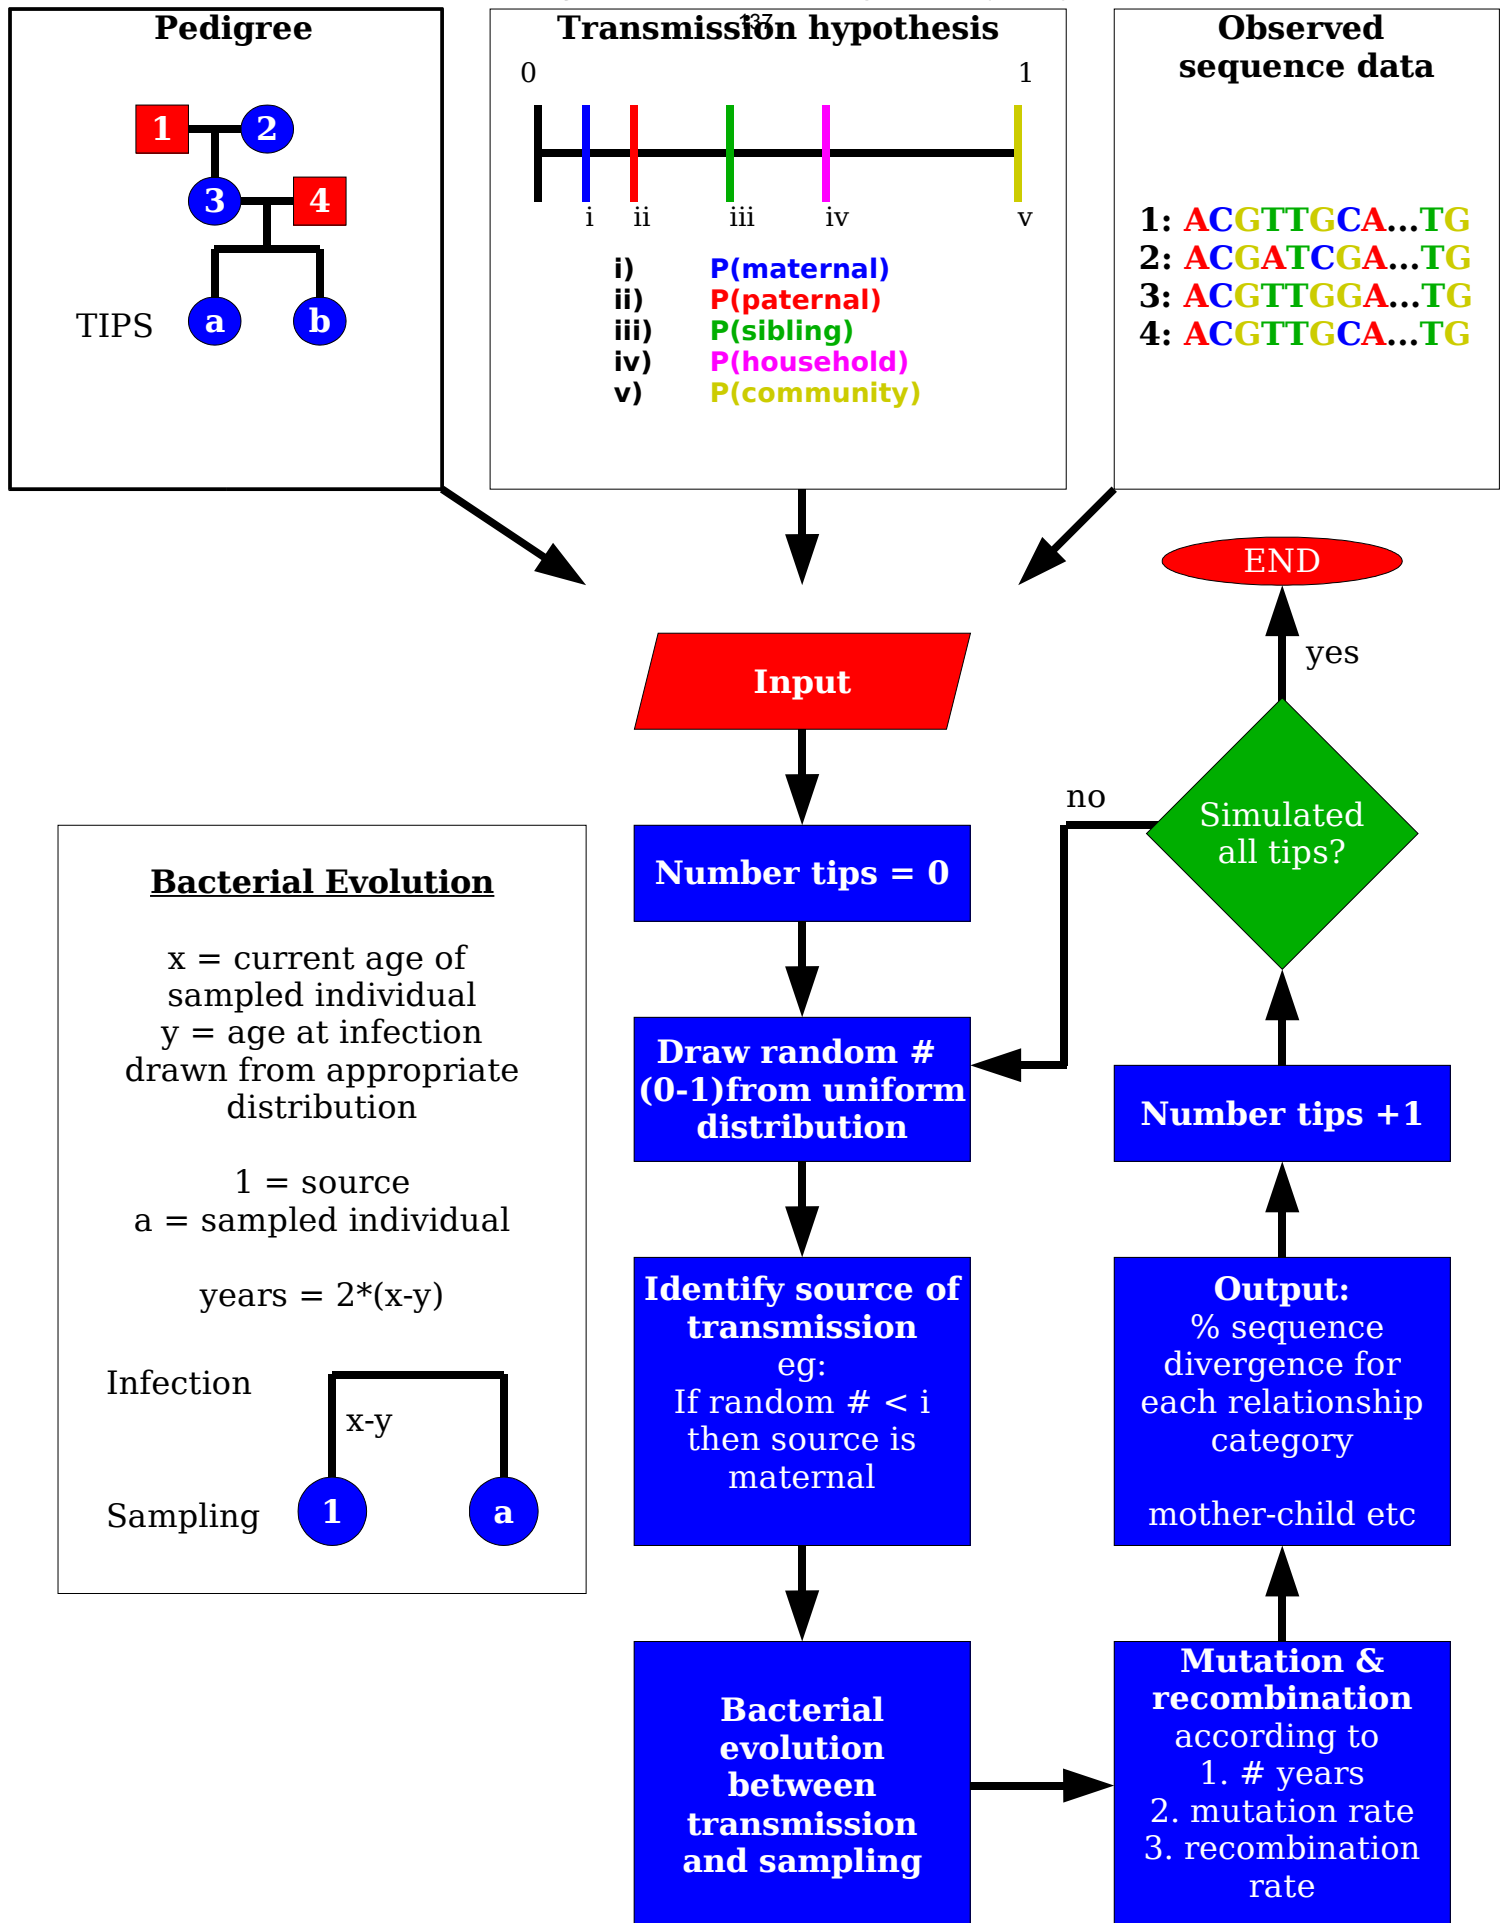 Pedigree
1
2
3
4
a
b
TIPS
137
Transmission hypothesis
0
1
i
ii
iii
iv
v
i) P(maternal)
ii) P(paternal)
iii) P(sibling)
iv) P(household)
v) P(community)
Observed
sequence data
1: ACGTTGCA...TG
2: ACGATCGA...TG
3: ACGTTGGA...TG
4: ACGTTGCA...TG
END
yes
Input
no
Simulated
all tips?
Number tips = 0
Bacterial Evolution
x = current age of
sampled individual
y = age at infection
drawn from appropriate
distribution
1 = source
a = sampled individual
years = 2*(x-y)
Infection
x-y
Sampling
1
a
Draw random #
(0-1)from uniform
distribution
Number tips +1
Identify source of
transmission
eg:
If random # < i
then source is
maternal
Output:
% sequence
divergence for
each relationship
category
mother-child etc
Bacterial
evolution
between
transmission
and sampling
Mutation &
recombination
according to
1. # years
2. mutation rate
3. recombination
rate